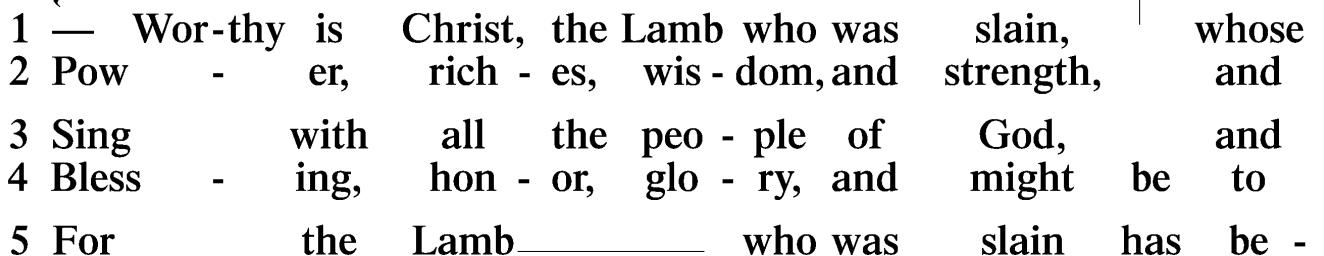 1 — Wor-thy is Christ, the Lamb who was slain, whose
2 Pow - er, rich - es, wis - dom, and strength, and
3 Sing with all the peo - ple of God, and
4 Bless - ing, hon - or, glo - ry, and might be to
5 For the Lamb______ who was slain has be -